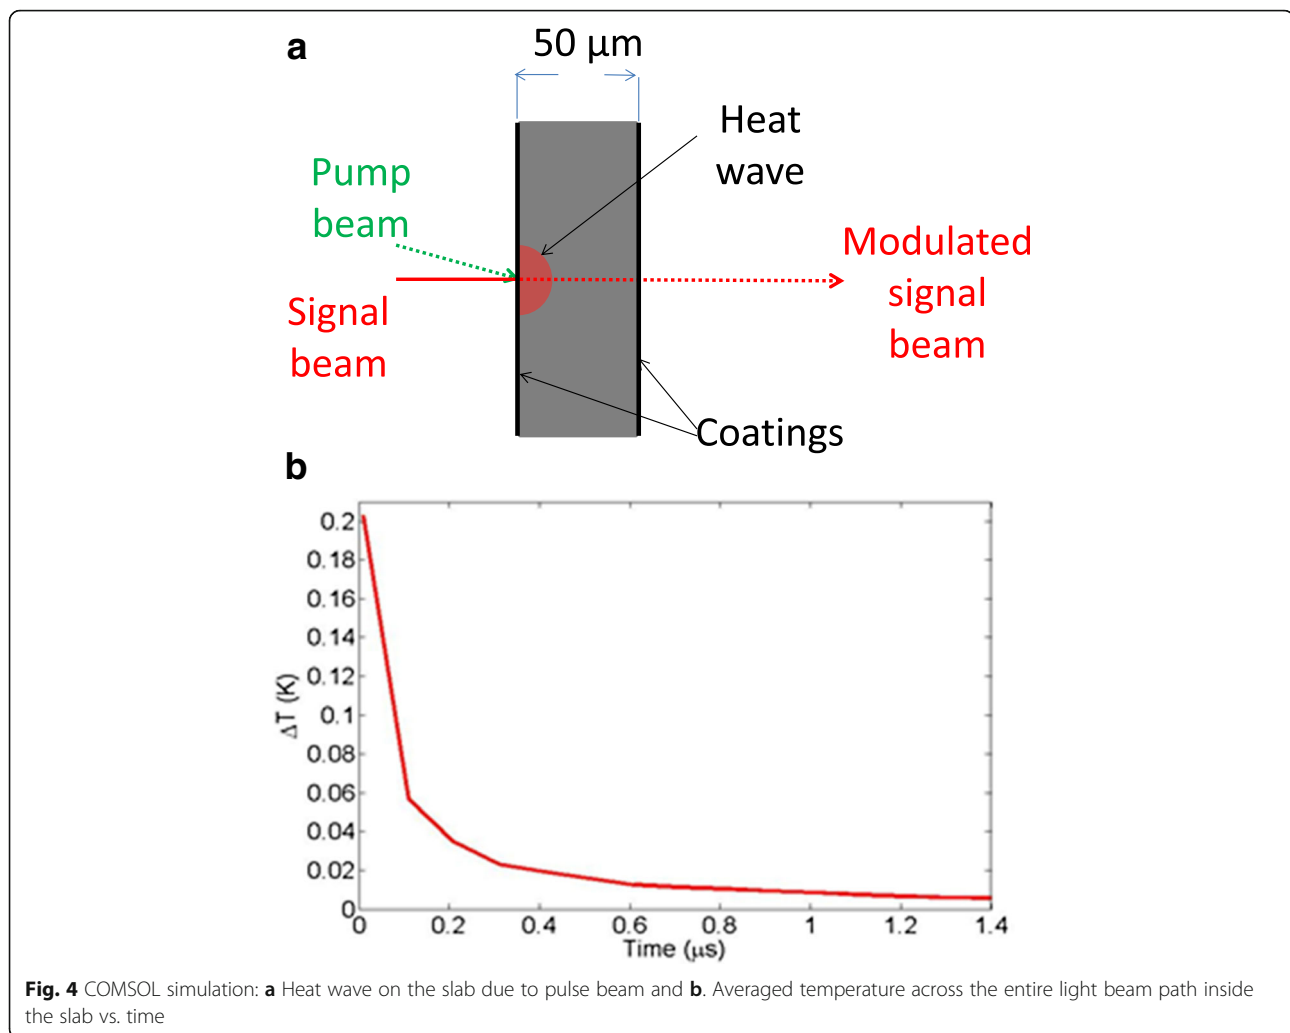 a
50 μm
Heat
wave
Pump
beam
Modulated
signal
beam
Signal
beam
Coatings
b
0.2
0.18
0.16
0.14
0.12
0.1
0.08
0.06
0.04
0.02
0
ΔT (K)
0 0.2 0.4 0.6 0.8 1 1.2 1.4
Time (μs)
Fig. 4 COMSOL simulation: a Heat wave on the slab due to pulse beam and b. Averaged temperature across the entire light beam path inside
the slab vs. time